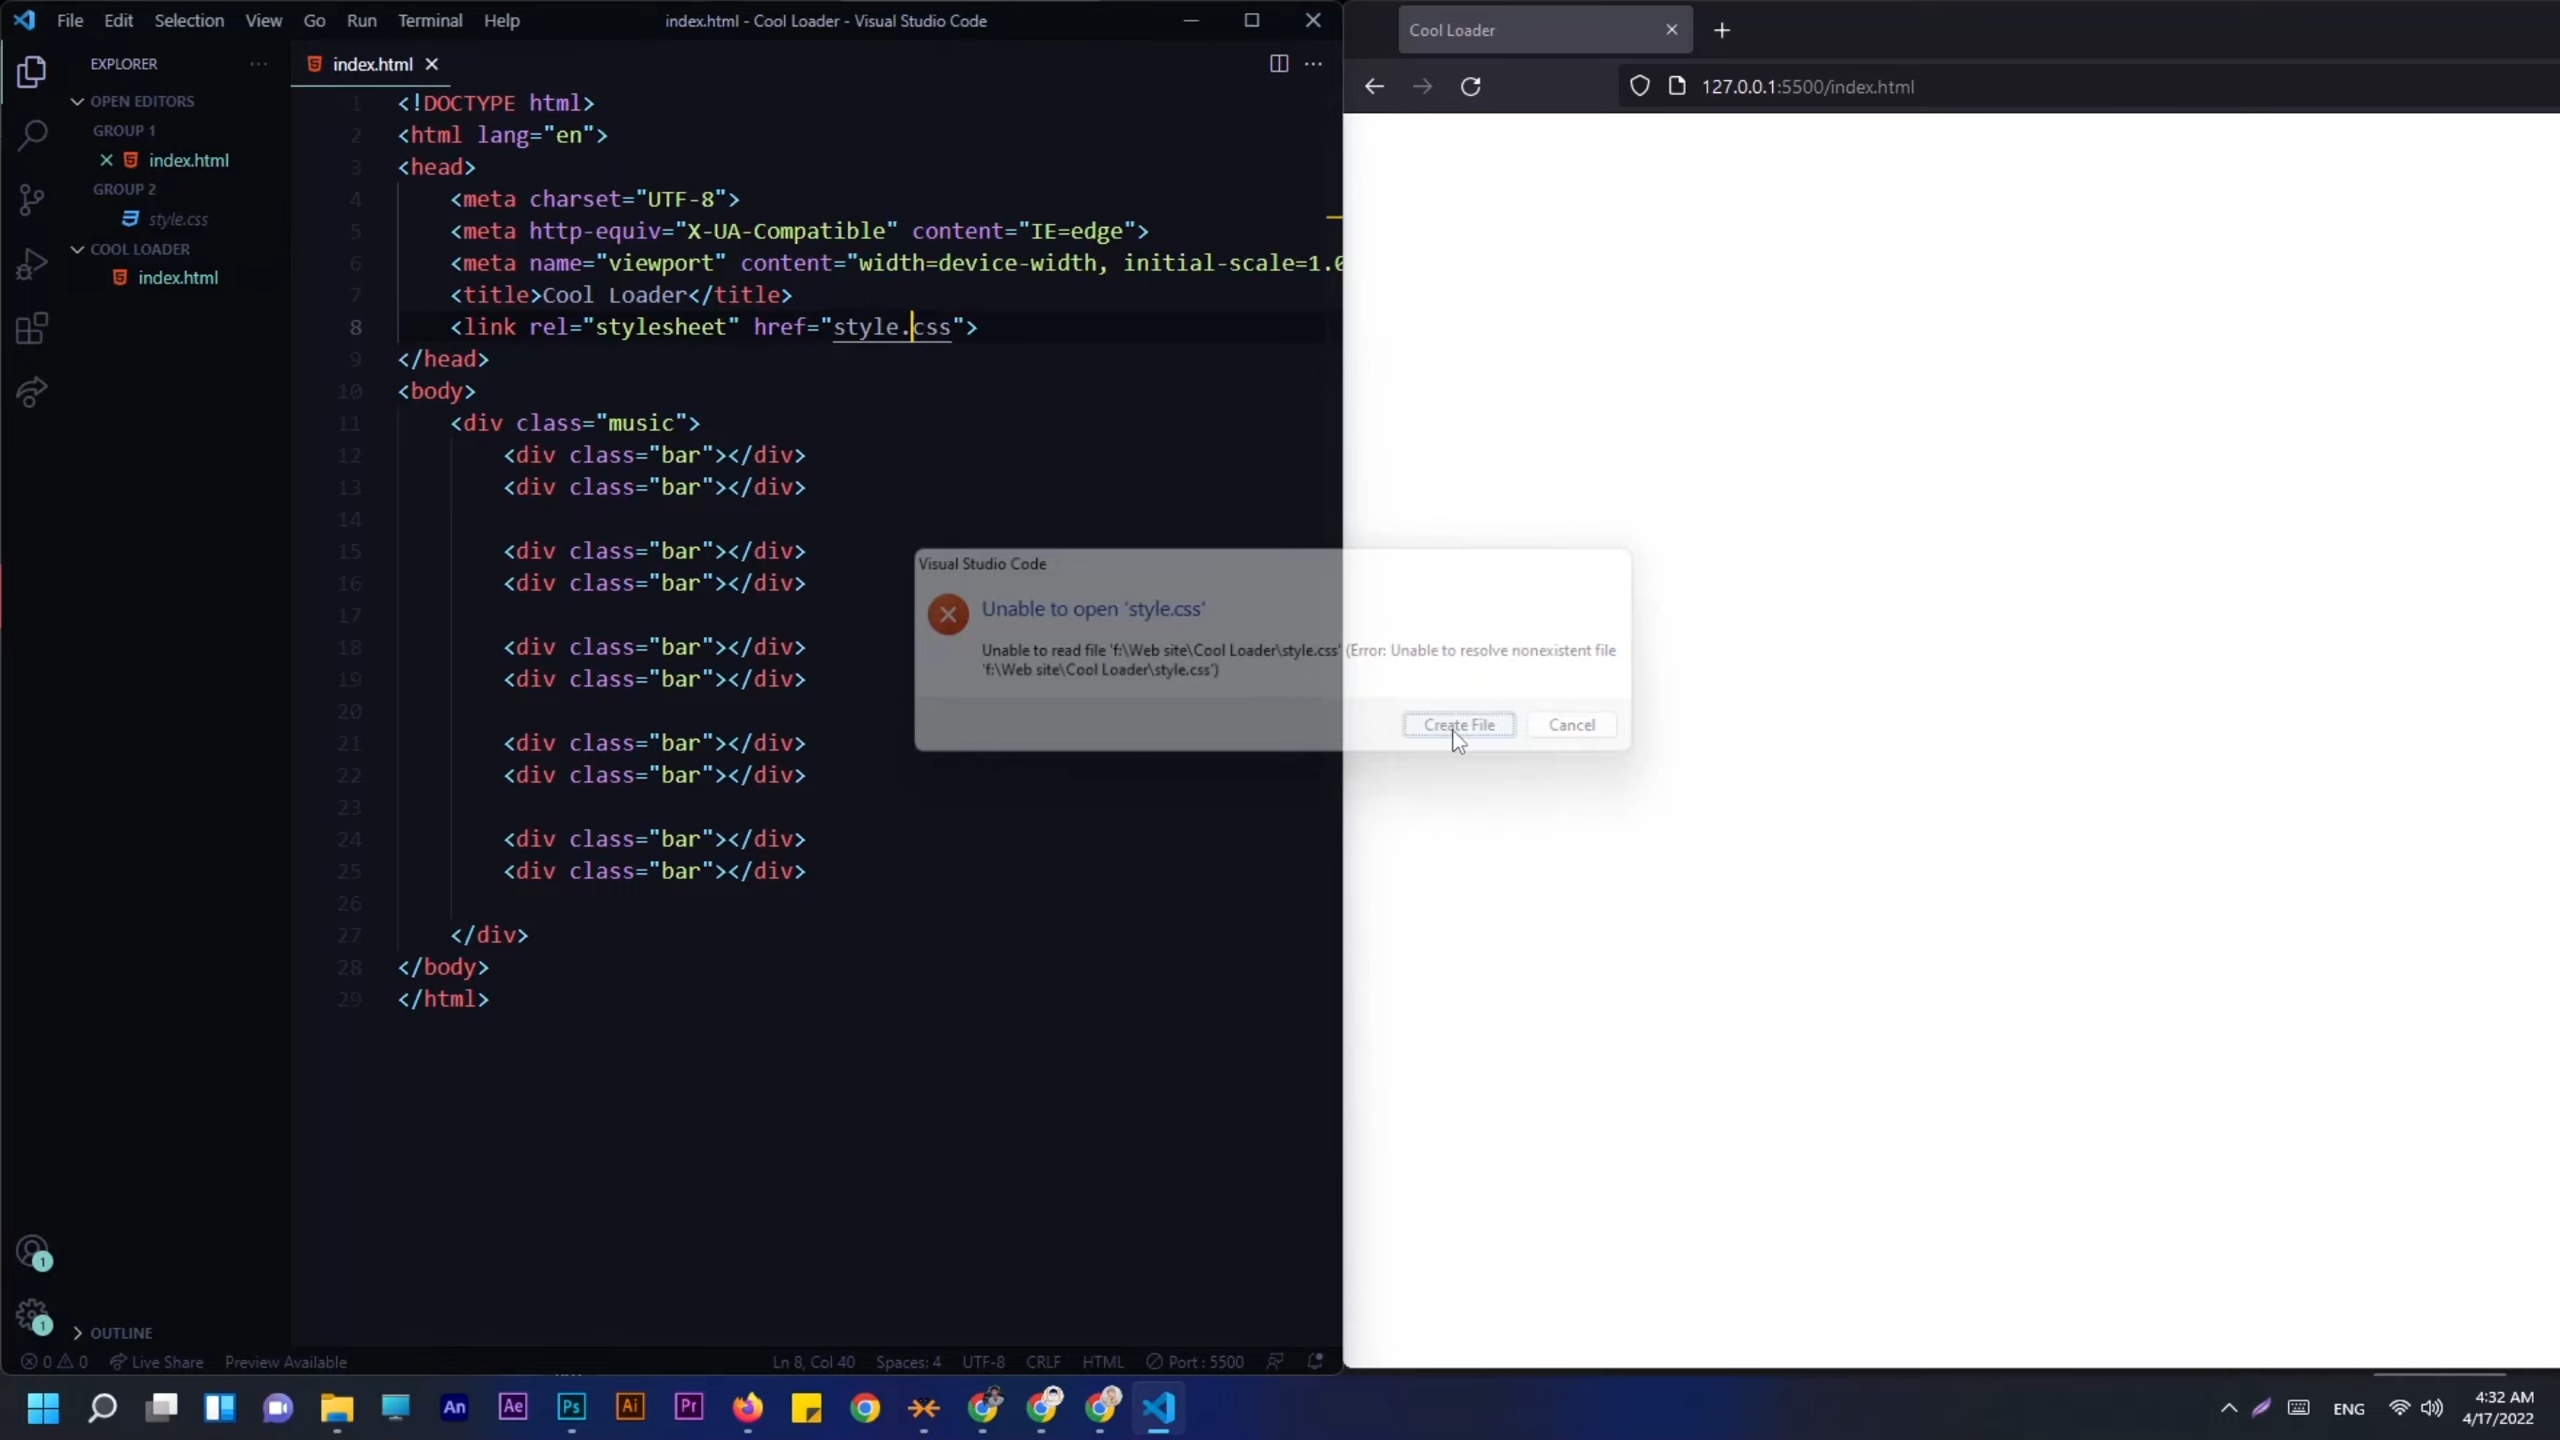 File Edit Selection View Go Run Terminal Help
index.html - Cool Loader - Visual Studio Code
Cool Loader
127.0.0.1:5500/index.html
EXPLORER
OPEN EDITORS
GROUP 1
index.html
GROUP 2
style.css
COOL LOADER
index.html
OUTLINE
index.html
1 <!DOCTYPE html>
2 <html lang="en">
3 <head>
4 <meta charset="UTF-8">
5 <meta http-equiv="X-UA-Compatible" content="IE=edge">
6 <meta name="viewport" content="width=device-width, initial-scale=1.0
7 <title>Cool Loader</title>
8 <link rel="stylesheet" href="style.css">
9 </head>
10 <body>
11 <div class="music">
12 <div class="bar"></div>
13 <div class="bar"></div>
14
15 <div class="bar"></div>
16 <div class="bar"></div>
17
18 <div class="bar"></div>
19 <div class="bar"></div>
20
21 <div class="bar"></div>
22 <div class="bar"></div>
23
24 <div class="bar"></div>
25 <div class="bar"></div>
26
27 </div>
28 </body>
29 </html>
Visual Studio Code
Unable to open 'style.css'
Unable to read file 'f:\Web site\Cool Loader\style.css' (Error: Unable to resolve nonexistent file
'f:\Web site\Cool Loader\style.css')
Create File Cancel
1
1
0 0 Live Share Preview Available Ln 8, Col 40 Spaces: 4 UTF-8 CRLF HTML Port : 5500
An Ae Ps Ai Pr
ENG
4:32 AM
4/17/2022